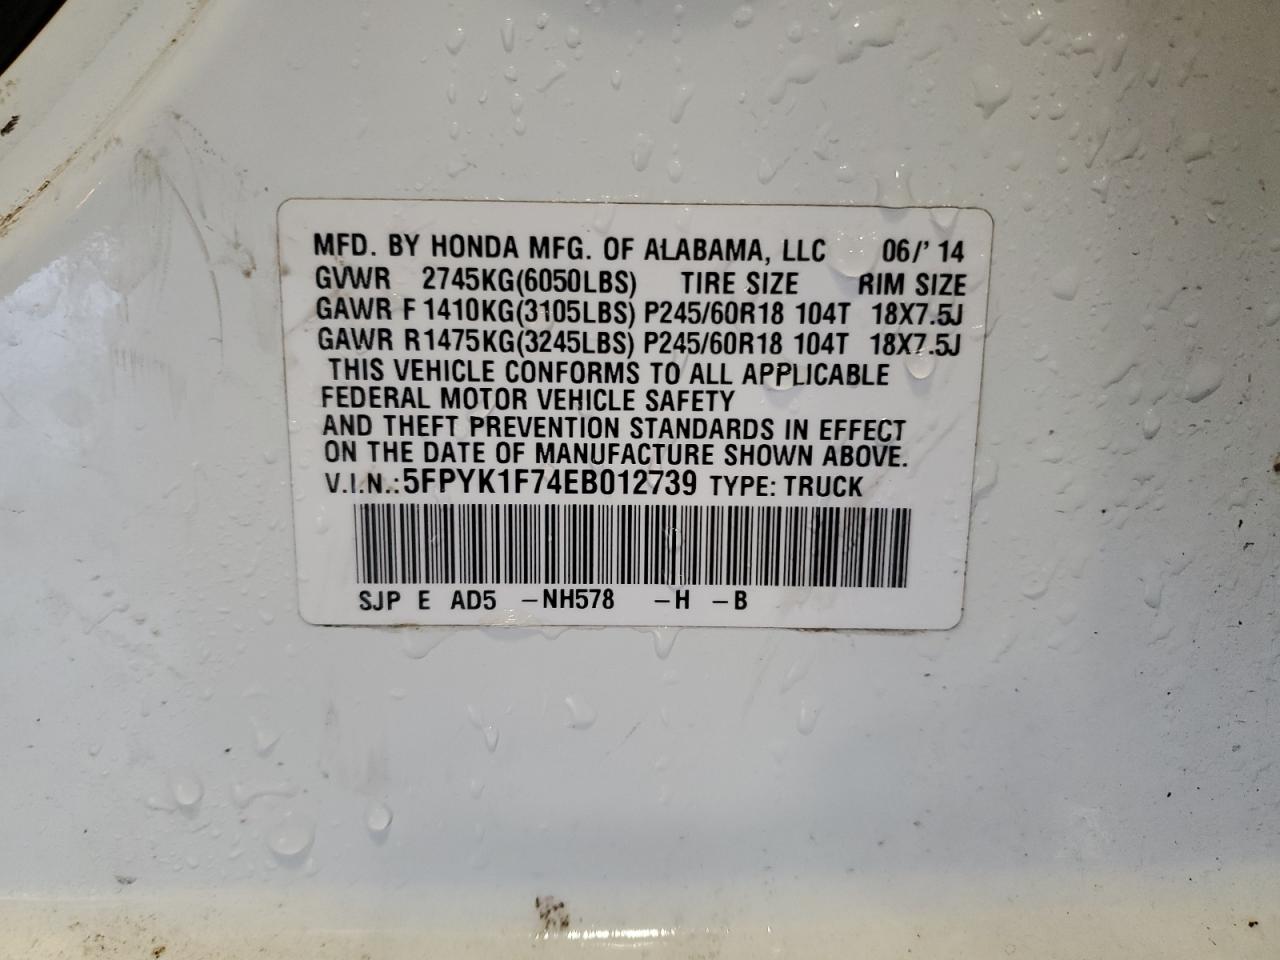 MFD. BY HONDA MFG. OF ALABAMA, LLC 06/' 14
GVWR 2745KG(6050LBS) TIRE SIZE RIM SIZE
GAWR F 1410KG(3105LBS) P245/60R18 104T 18X7.5J
GAWR R 1475KG(3245LBS) P245/60R18 104T 18X7.5J
THIS VEHICLE CONFORMS TO ALL APPLICABLE
FEDERAL MOTOR VEHICLE SAFETY
AND THEFT PREVENTION STANDARDS IN EFFECT
ON THE DATE OF MANUFACTURE SHOWN ABOVE.
V.I.N.:5FPYK1F74EB012739 TYPE: TRUCK
SJP E AD5 –NH578 –H –B